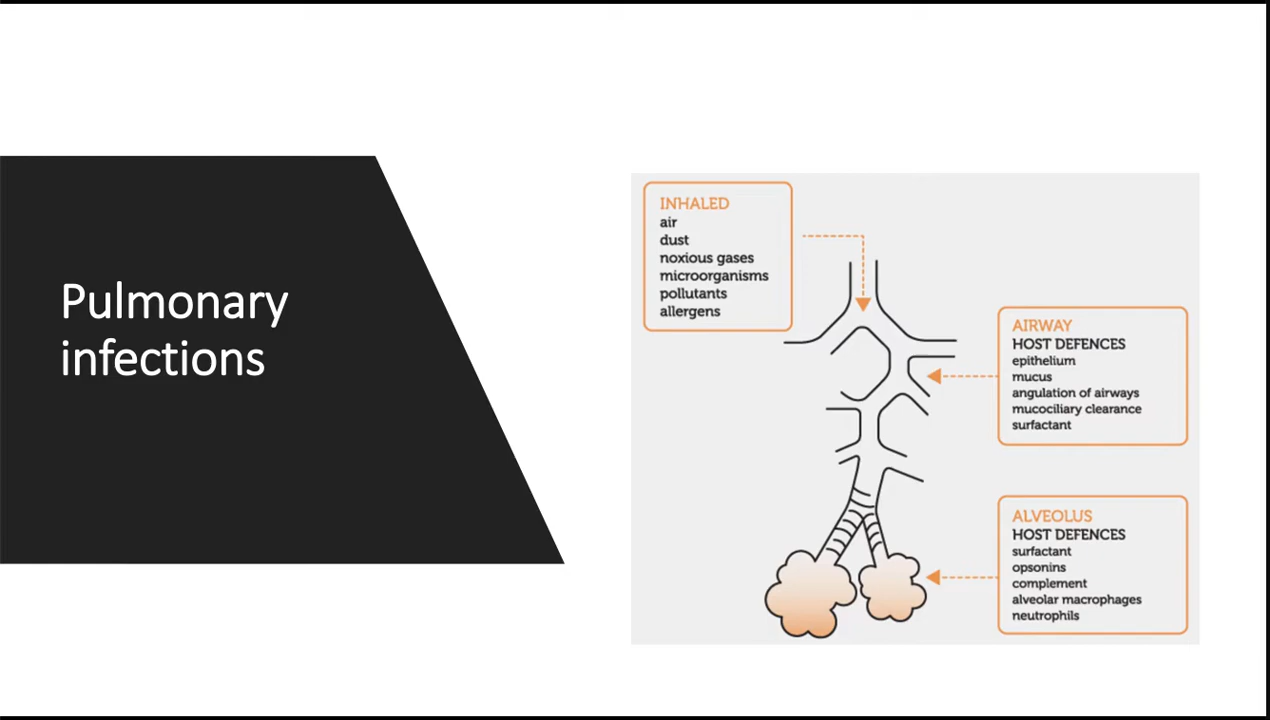 Pulmonary
infections
INHALED
air
dust
noxious gases
microorganisms
pollutants
allergens
AIRWAY
HOST DEFENCES
epithelium
mucus
angulation of airways
mucociliary clearance
surfactant
ALVEOLUS
HOST DEFENCES
surfactant
opsonins
complement
alveolar macrophages
neutrophils